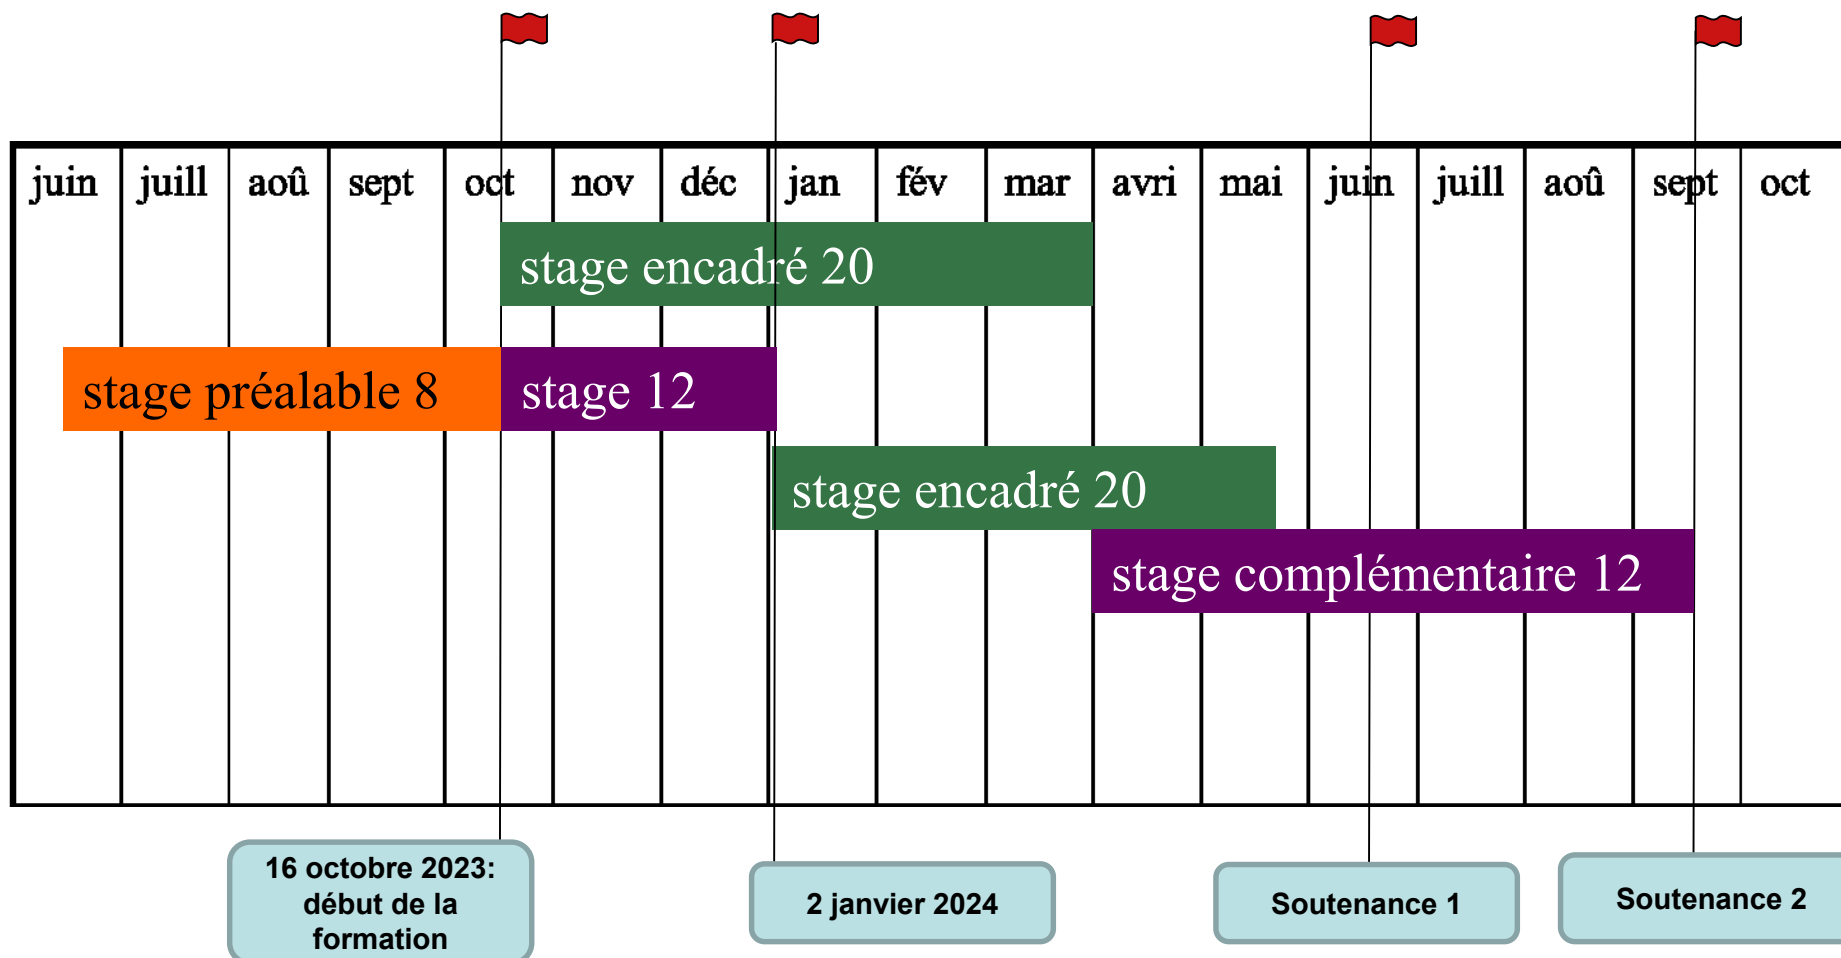 juin juill aoû sept oct nov déc jan fév mar avri mai juin juill aoû sept oct
stage encadré 20
stage préalable 8 stage 12
stage encadré 20
stage complémentaire 12
16 octobre 2023:
début de la
formation
2 janvier 2024
Soutenance 1
Soutenance 2